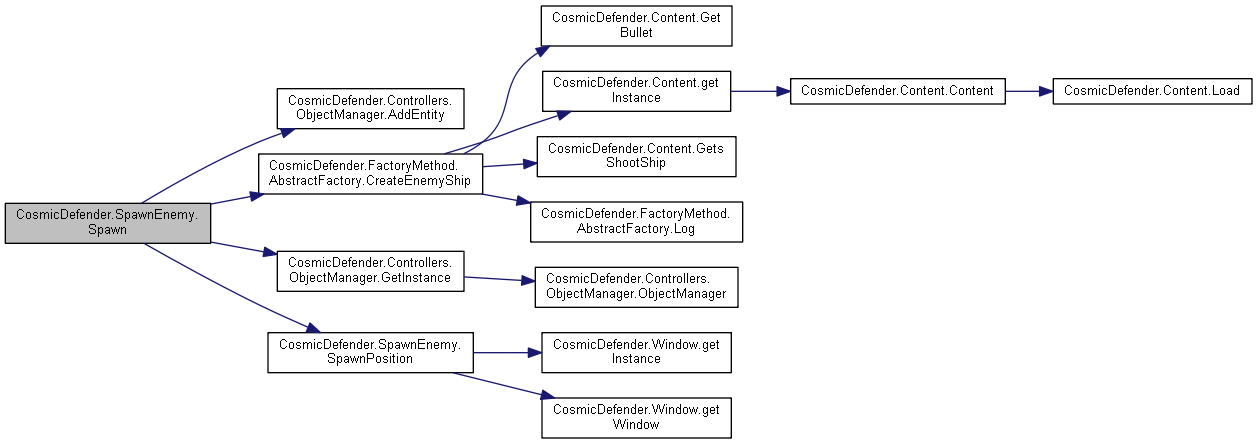 CosmicDefender.SpawnEnemy.
Spawn
CosmicDefender.Controllers.
ObjectManager.AddEntity
CosmicDefender.FactoryMethod.
AbstractFactory.CreateEnemyShip
CosmicDefender.Content.Get
Bullet
CosmicDefender.Content.get
Instance
CosmicDefender.Content.Content
CosmicDefender.Content.Load
CosmicDefender.Content.Gets
ShootShip
CosmicDefender.FactoryMethod.
AbstractFactory.Log
CosmicDefender.Controllers.
ObjectManager.GetInstance
CosmicDefender.Controllers.
ObjectManager.ObjectManager
CosmicDefender.SpawnEnemy.
SpawnPosition
CosmicDefender.Window.get
Instance
CosmicDefender.Window.get
Window